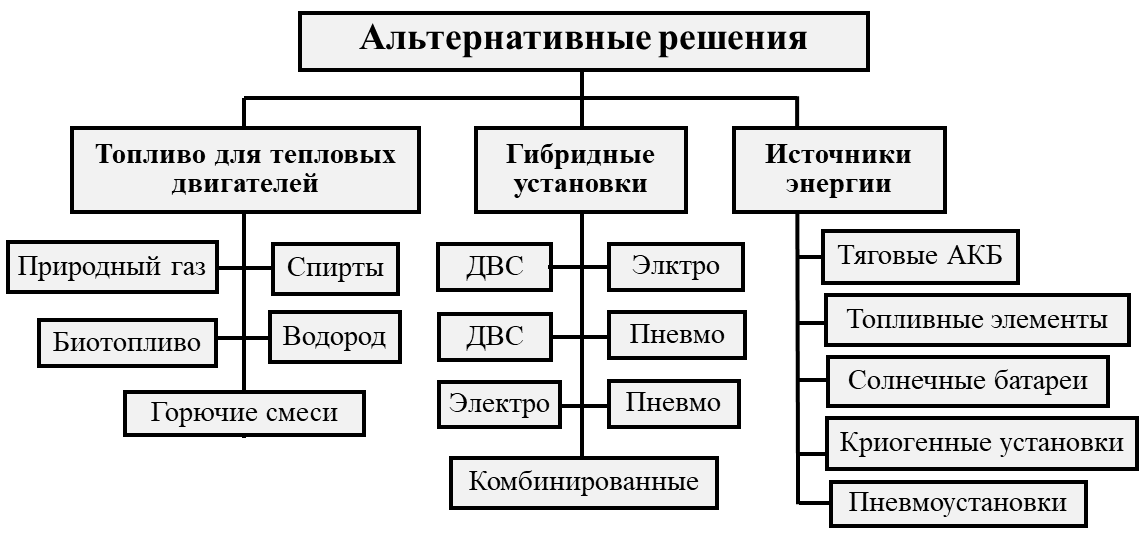 Альтернативные решения
Топливо для тепловых
двигателей
Гибридные
установки
Источники
энергии
Природный газ
Спирты
Биотопливо
Водород
Горючие смеси
ДВС
Элктро
ДВС
Пневмо
Электро
Пневмо
Комбинированные
Тяговые АКБ
Топливные элементы
Солнечные батареи
Криогенные установки
Пневмоустановки